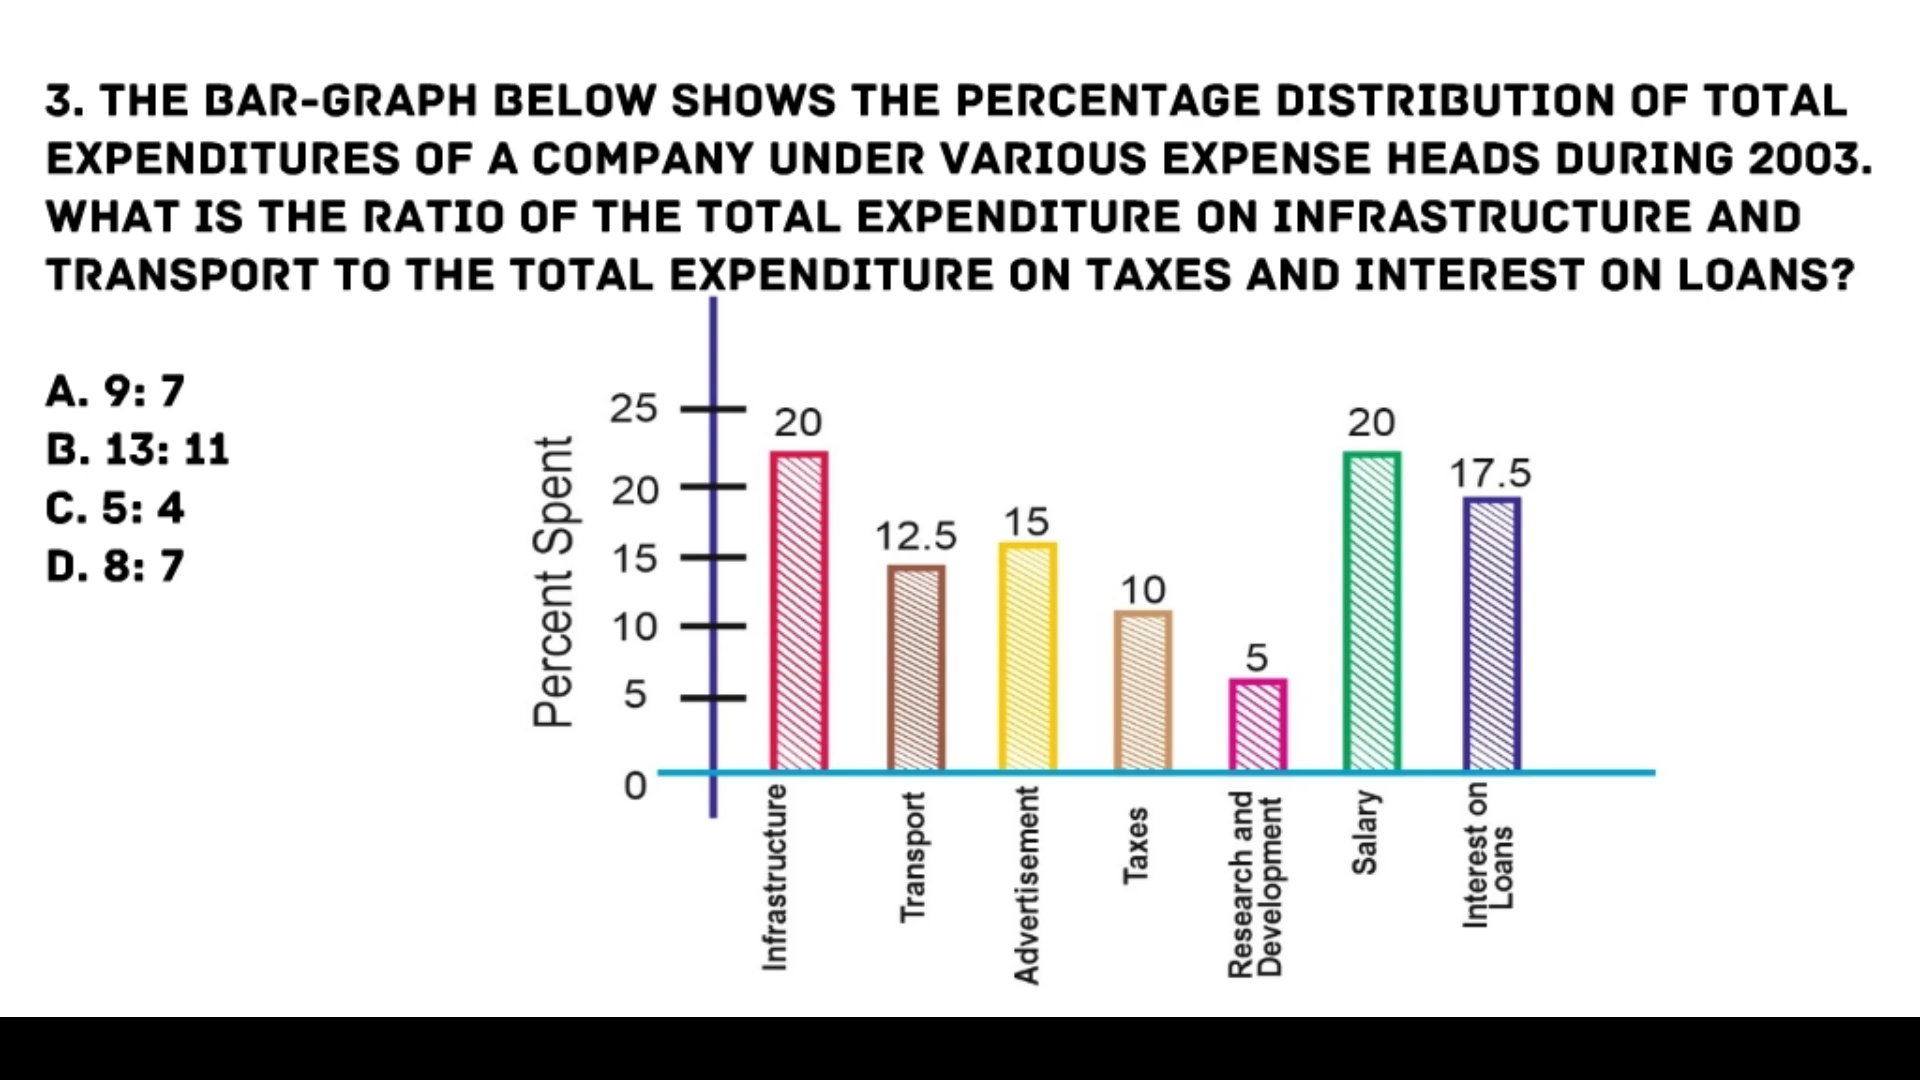 3. THE BAR-GRAPH BELOW SHOWS THE PERCENTAGE DISTRIBUTION OF TOTAL
EXPENDITURES OF A COMPANY UNDER VARIOUS EXPENSE HEADS DURING 2003.
WHAT IS THE RATIO OF THE TOTAL EXPENDITURE ON INFRASTRUCTURE AND
TRANSPORT TO THE TOTAL EXPENDITURE ON TAXES AND INTEREST ON LOANS?
A. 9: 7
B. 13: 11
C. 5: 4
D. 8: 7
Percent Spent
25
20
15
10
5
0
20
12.5
15
10
5
20
17.5
Infrastructure
Transport
Advertisement
Taxes
Research and
Development
Salary
Interest on
Loans